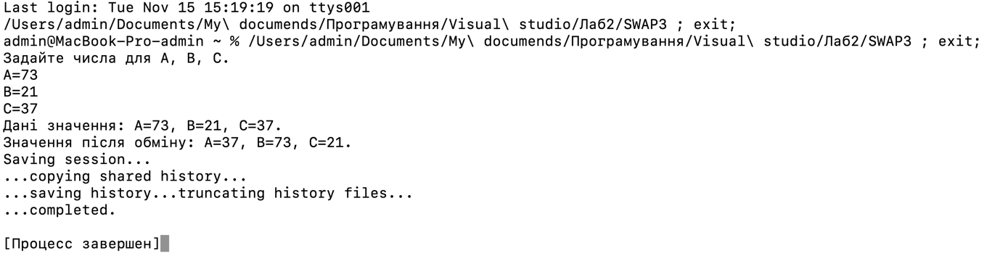 Last login: Tue Nov 15 15:19:19 on ttys001
/Users/admin/Documents/My\ documends/Програмування/Visual\ studio/Лаб2/SWAP3 ; exit;
admin@MacBook-Pro-admin ~ % /Users/admin/Documents/My\ documends/Програмування/Visual\ studio/Лаб2/SWAP3 ; exit;
Задайте числа для A, B, C.
A=73
B=21
C=37
Дані значення: A=73, B=21, C=37.
Значення після обміну: A=37, B=73, C=21.
Saving session...
...copying shared history...
...saving history...truncating history files...
...completed.
[Процесс завершен]